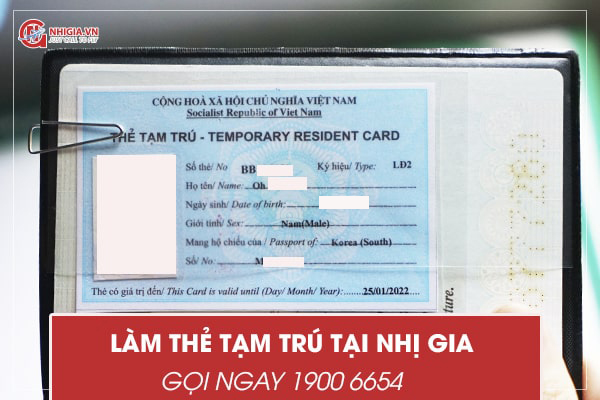 NHIGIA.VN
CỘNG HOÀ XÃ HỘI CHỦ NGHĨA VIỆT NAM
Socialist Republic of Viet Nam
THẺ TẠM TRÚ - TEMPORARY RESIDENT CARD
Số thẻ/ No BB Ký hiệu/ Type: LĐ2
Họ tên/ Name: Oh
Ngày sinh/ Date of birth:
Giới tính/ Sex: Nam(Male)
Mang hộ chiếu của / Passport of: Korea (South)
Số/ No: M
Thẻ có giá trị đến/ This Card is valid until (Day/ Month/ Year): 25/01/2022
ture.
LÀM THẺ TẠM TRÚ TẠI NHỊ GIA
GỌI NGAY 1900 6654